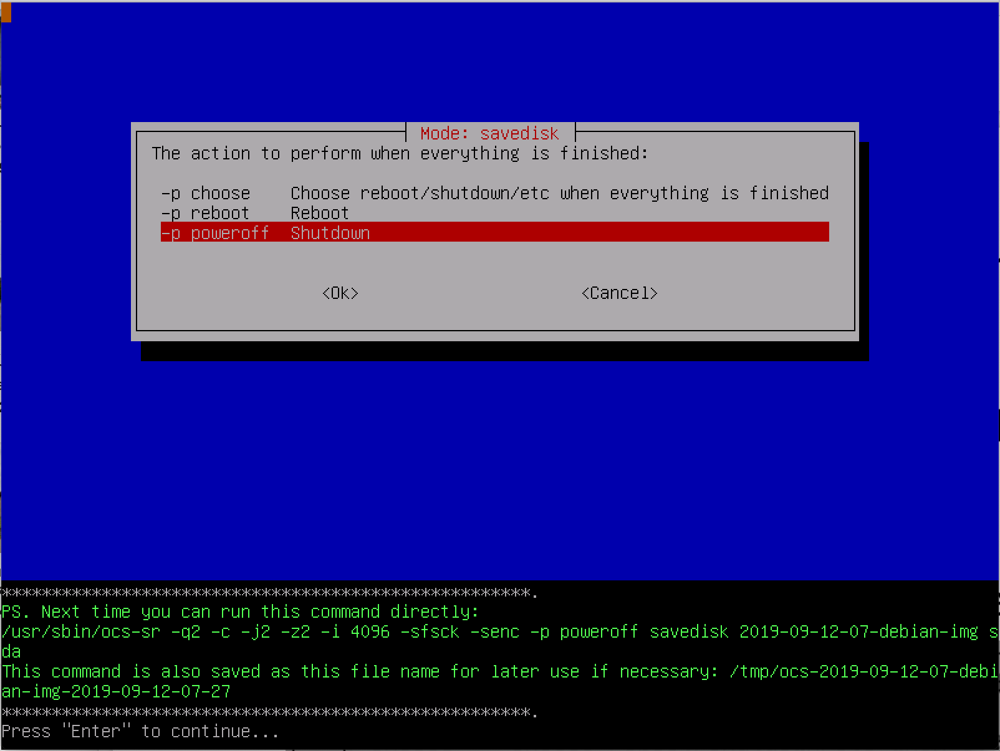 Mode: savedisk
The action to perform when everything is finished:
-p choose    Choose reboot/shutdown/etc when everything is finished
-p reboot    Reboot
-p poweroff  Shutdown
<Ok>    <Cancel>
*****************************************************.
PS. Next time you can run this command directly:
/usr/sbin/ocs-sr -q2 -c -j2 -z2 -i 4096 -sfsck -senc -p poweroff savedisk 2019-09-12-07-debian-img s
da
This command is also saved as this file name for later use if necessary: /tmp/ocs-2019-09-12-07-debi
an-img-2019-09-12-07-27
*****************************************************.
Press "Enter" to continue...